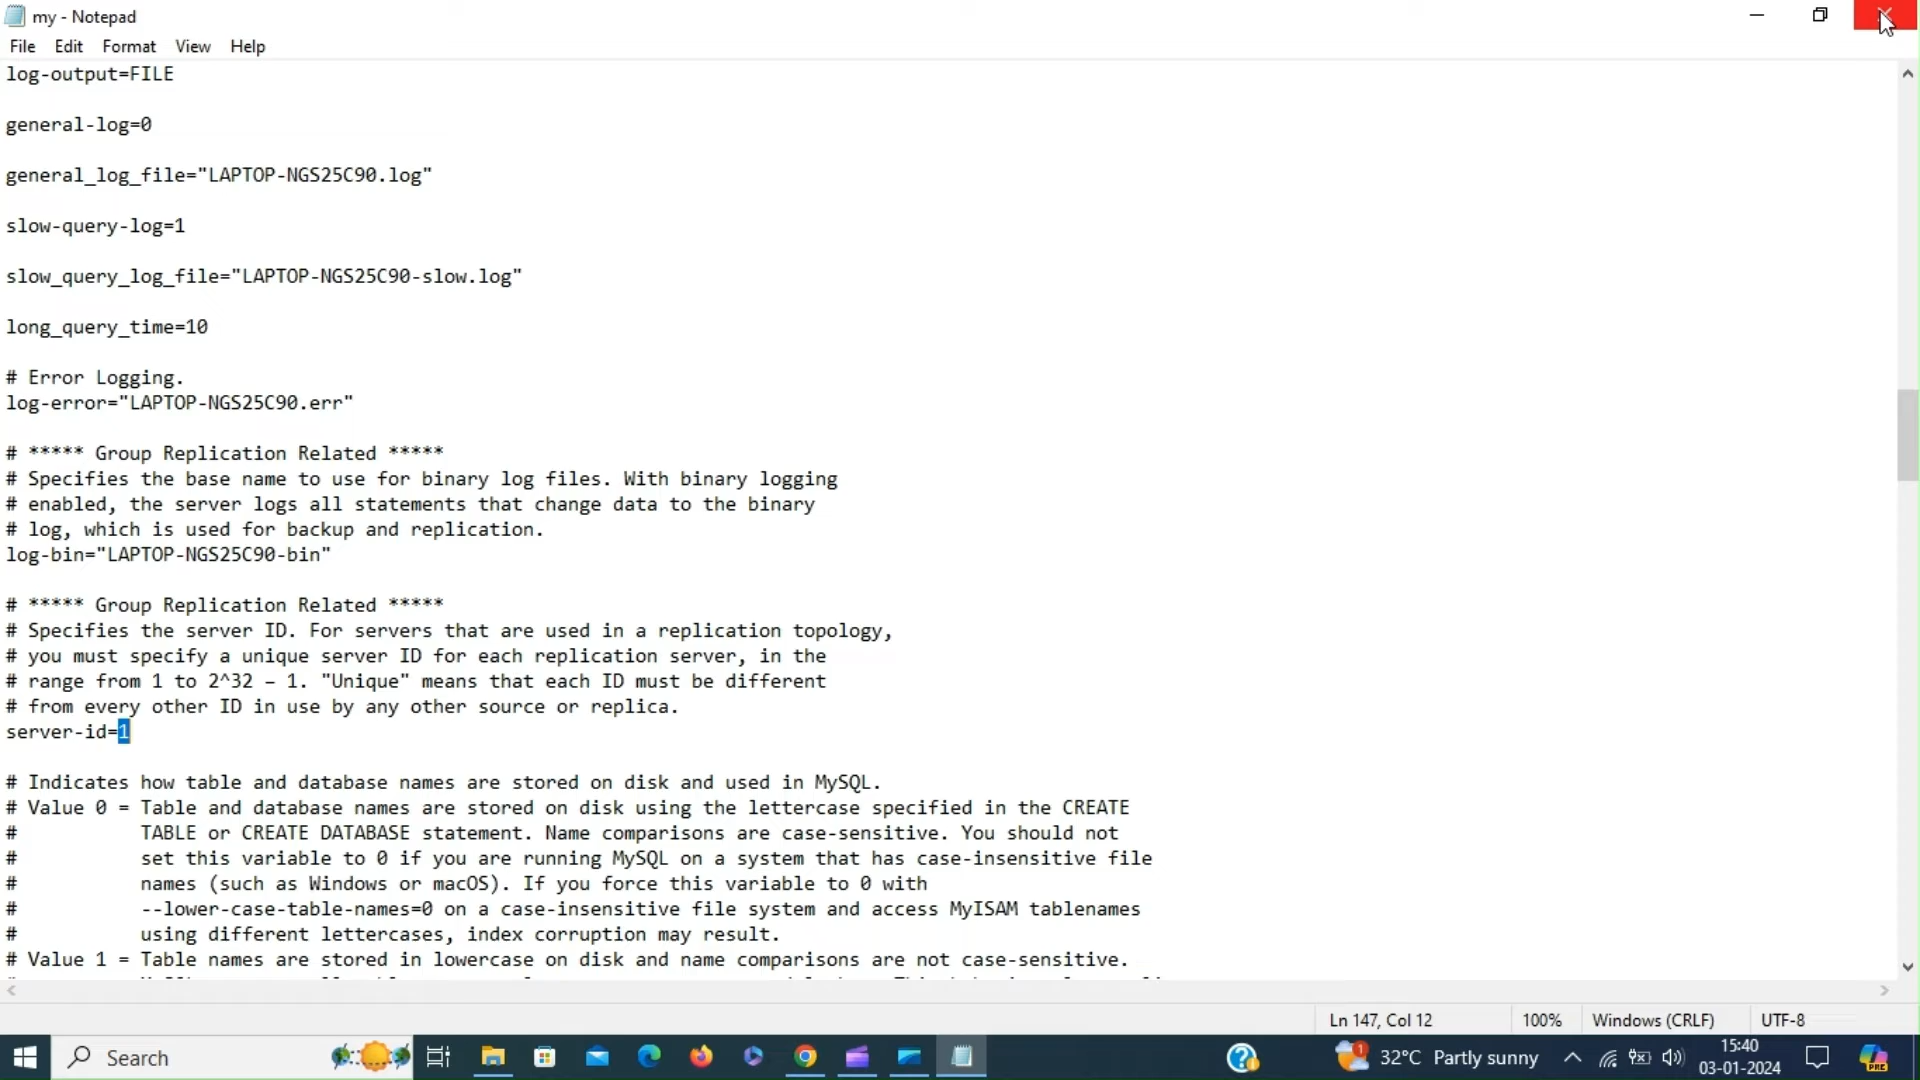 my - Notepad
File Edit Format View Help
log-output=FILE
general-log=0
general_log_file="LAPTOP-NGS25C90.log"
slow-query-log=1
slow_query_log_file="LAPTOP-NGS25C90-slow.log"
long_query_time=10
# Error Logging.
log-error="LAPTOP-NGS25C90.err"
# ***** Group Replication Related *****
# Specifies the base name to use for binary log files. With binary logging
# enabled, the server logs all statements that change data to the binary
# log, which is used for backup and replication.
log-bin="LAPTOP-NGS25C90-bin"
# ***** Group Replication Related *****
# Specifies the server ID. For servers that are used in a replication topology,
# you must specify a unique server ID for each replication server, in the
# range from 1 to 2^32 – 1. "Unique" means that each ID must be different
# from every other ID in use by any other source or replica.
server-id=1
# Indicates how table and database names are stored on disk and used in MySQL.
# Value 0 = Table and database names are stored on disk using the lettercase specified in the CREATE
# TABLE or CREATE DATABASE statement. Name comparisons are case-sensitive. You should not
# set this variable to 0 if you are running MySQL on a system that has case-insensitive file
# names (such as Windows or macOS). If you force this variable to 0 with
# --lower-case-table-names=0 on a case-insensitive file system and access MyISAM tablenames
# using different lettercases, index corruption may result.
# Value 1 = Table names are stored in lowercase on disk and name comparisons are not case-sensitive.
Ln 147, Col 12 100% Windows (CRLF) UTF-8
Search 1 32°C Partly sunny 15:40
03-01-2024 PRE